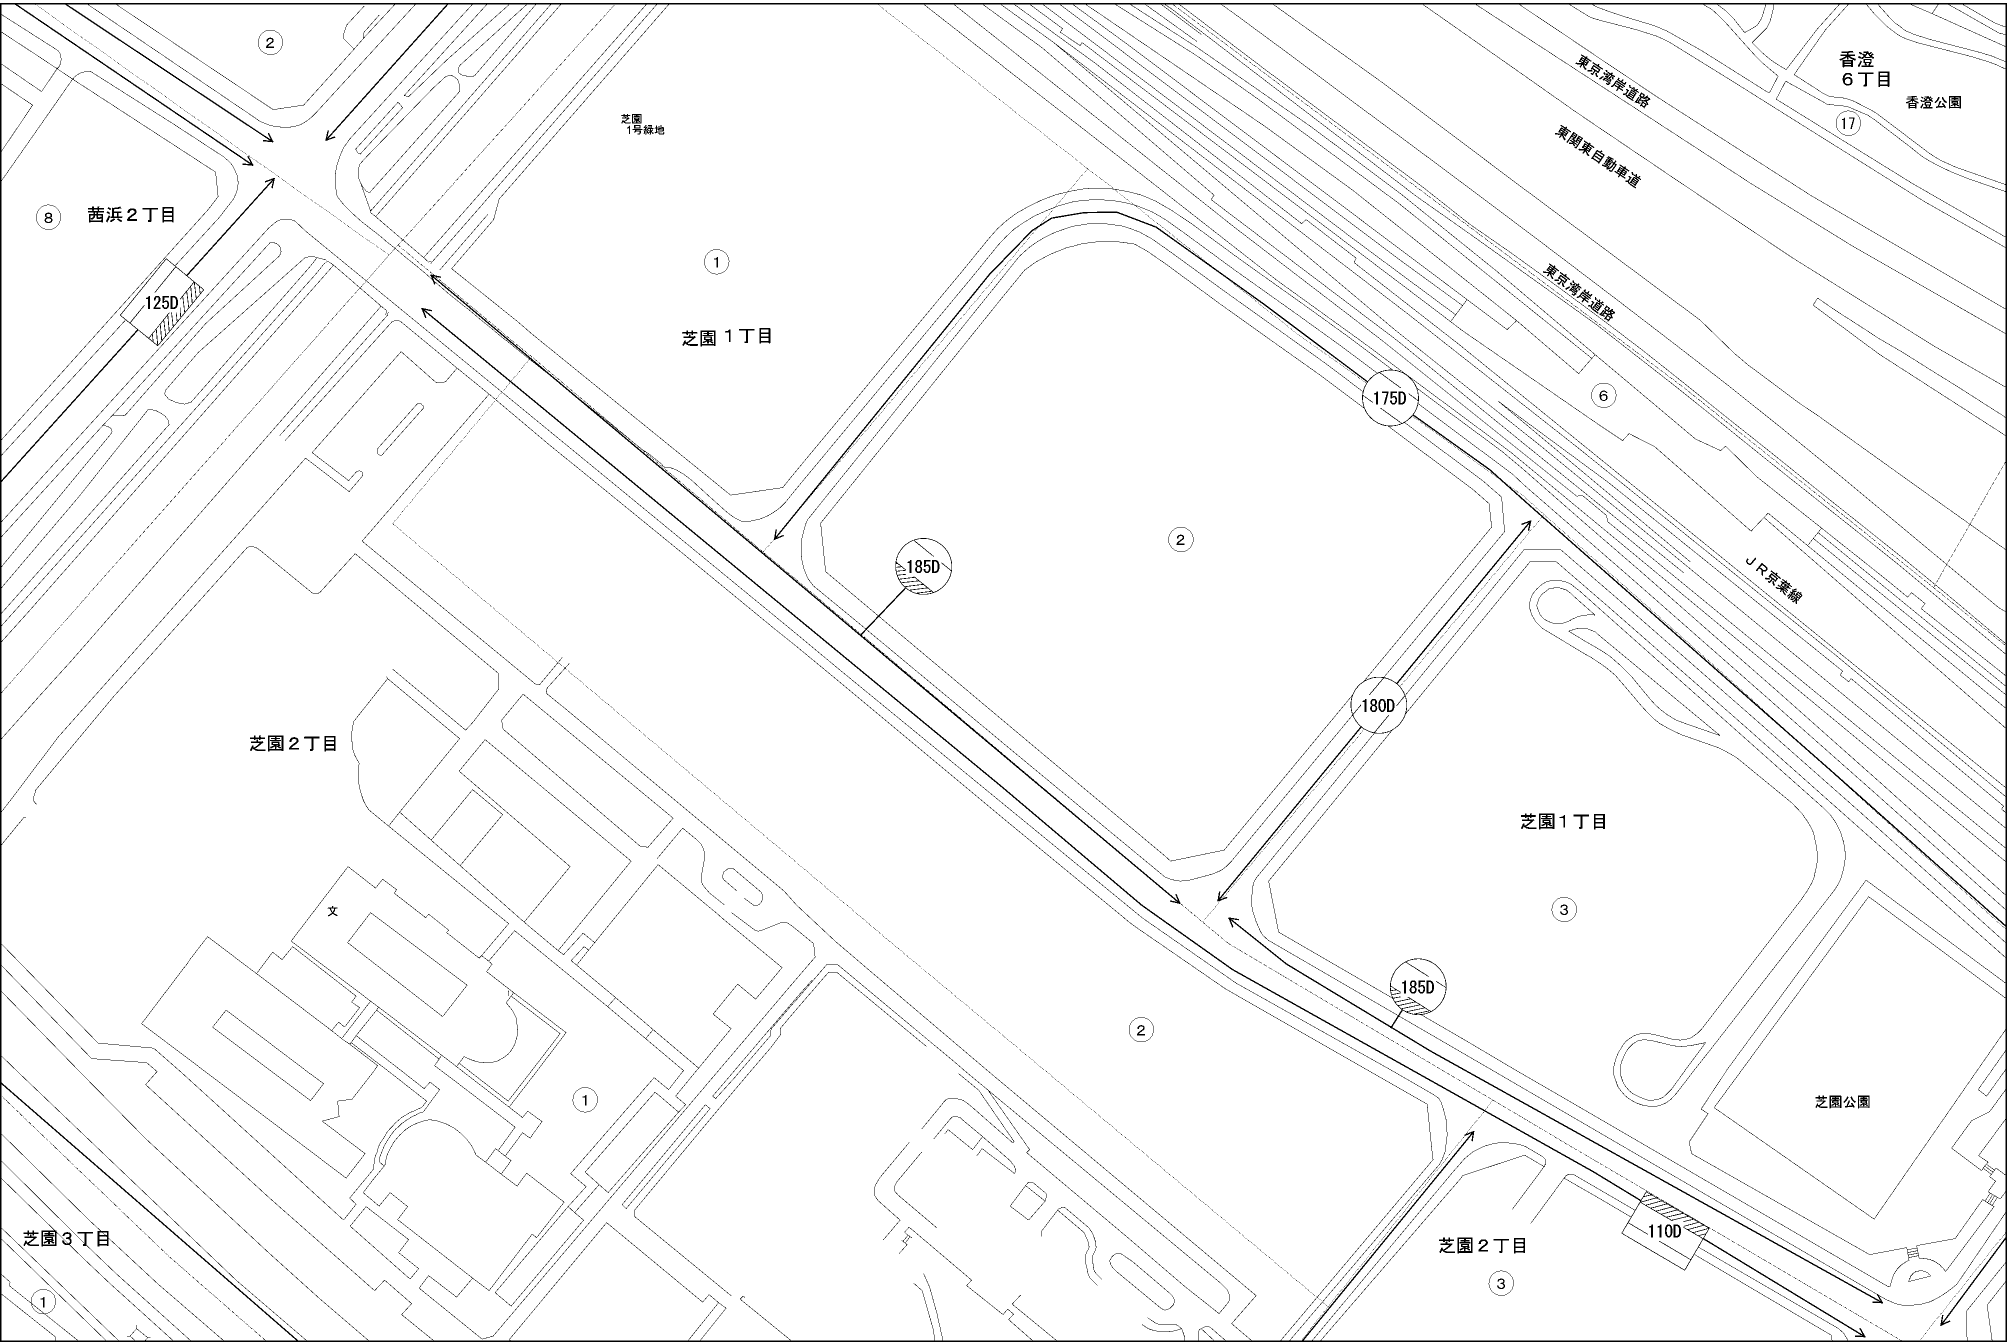 ②
東京湾岸道路
香澄
6丁目
香澄公園
⑰
芝園
1号緑地
東関東自動車道
⑧
茜浜2丁目
①
東京湾岸道路
125D
芝園1丁目
175D
⑥
185D
②
JR京葉線
180D
芝園2丁目
芝園1丁目
文
③
185D
②
①
芝園公園
芝園3丁目
110D
芝園2丁目
③
①